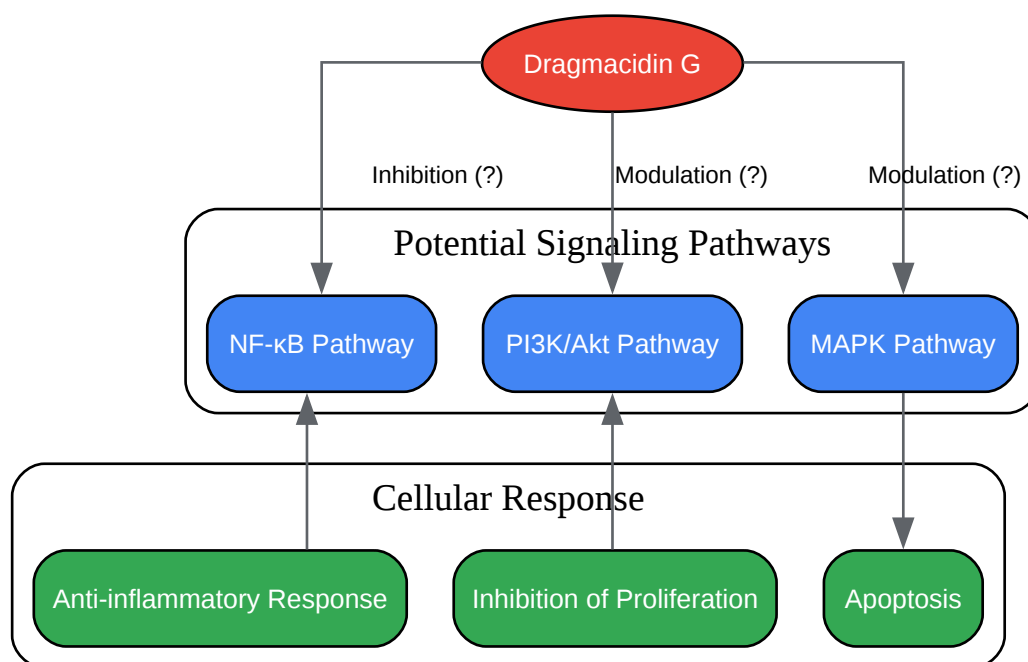 Dragmacidin G
Inhibition (?)
Modulation (?)
Modulation (?)
Potential Signaling Pathways
NF-κB Pathway
PI3K/Akt Pathway
MAPK Pathway
Cellular Response
Anti-inflammatory Response
Inhibition of Proliferation
Apoptosis